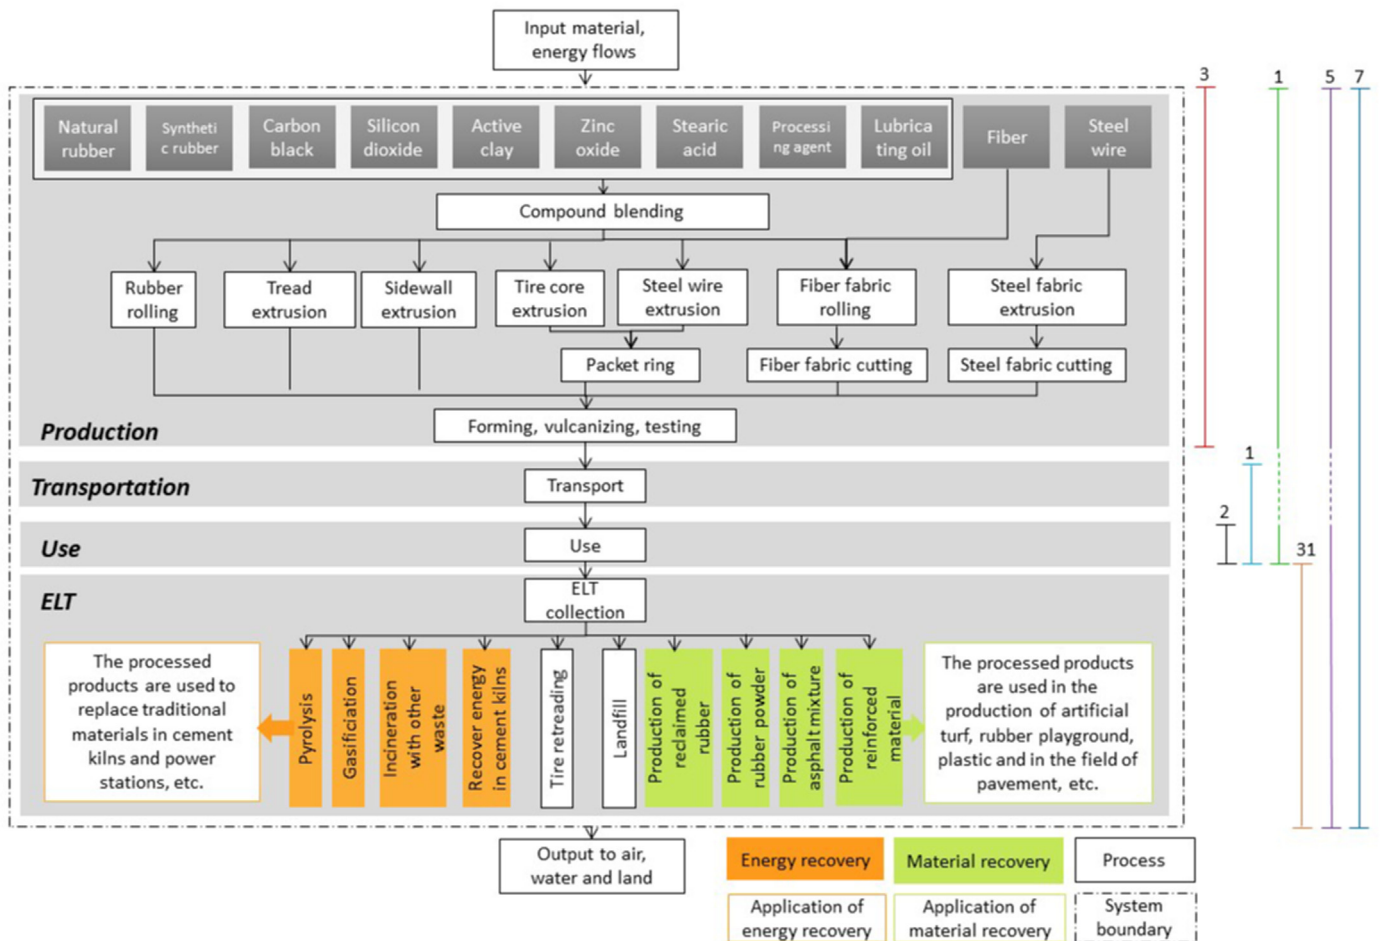 Input material,
energy flows
3
1
5
7
Natural
rubber
Syntheti
c rubber
Carbon
black
Silicon
dioxide
Active
clay
Zinc
oxide
Stearic
acid
Processi
ng agent
Lubrica
ting oil
Fiber
Steel
wire
Compound blending
Rubber
rolling
Tread
extrusion
Sidewall
extrusion
Tire core
extrusion
Steel wire
extrusion
Fiber fabric
rolling
Steel fabric
extrusion
Packet ring
Fiber fabric cutting
Steel fabric cutting
Production
Forming, vulcanizing, testing
1
Transportation
Transport
2
Use
Use
31
ELT
ELT
collection
The processed
products are used to
replace traditional
materials in cement
kilns and power
stations, etc.
Pyrolysis
Gasificiation
Incineration
with other
waste
Recover energy
in cement kilns
Tire retreading
Landfill
Production of
reclaimed
rubber
Production of
rubber powder
Production of
asphalt mixture
Production of
reinforced
material
The processed products
are used in the
production of artificial
turf, rubber playground,
plastic and in the field of
pavement, etc.
Output to air,
water and land
Energy recovery
Material recovery
Process
Application of
energy recovery
Application of
material recovery
System
boundary